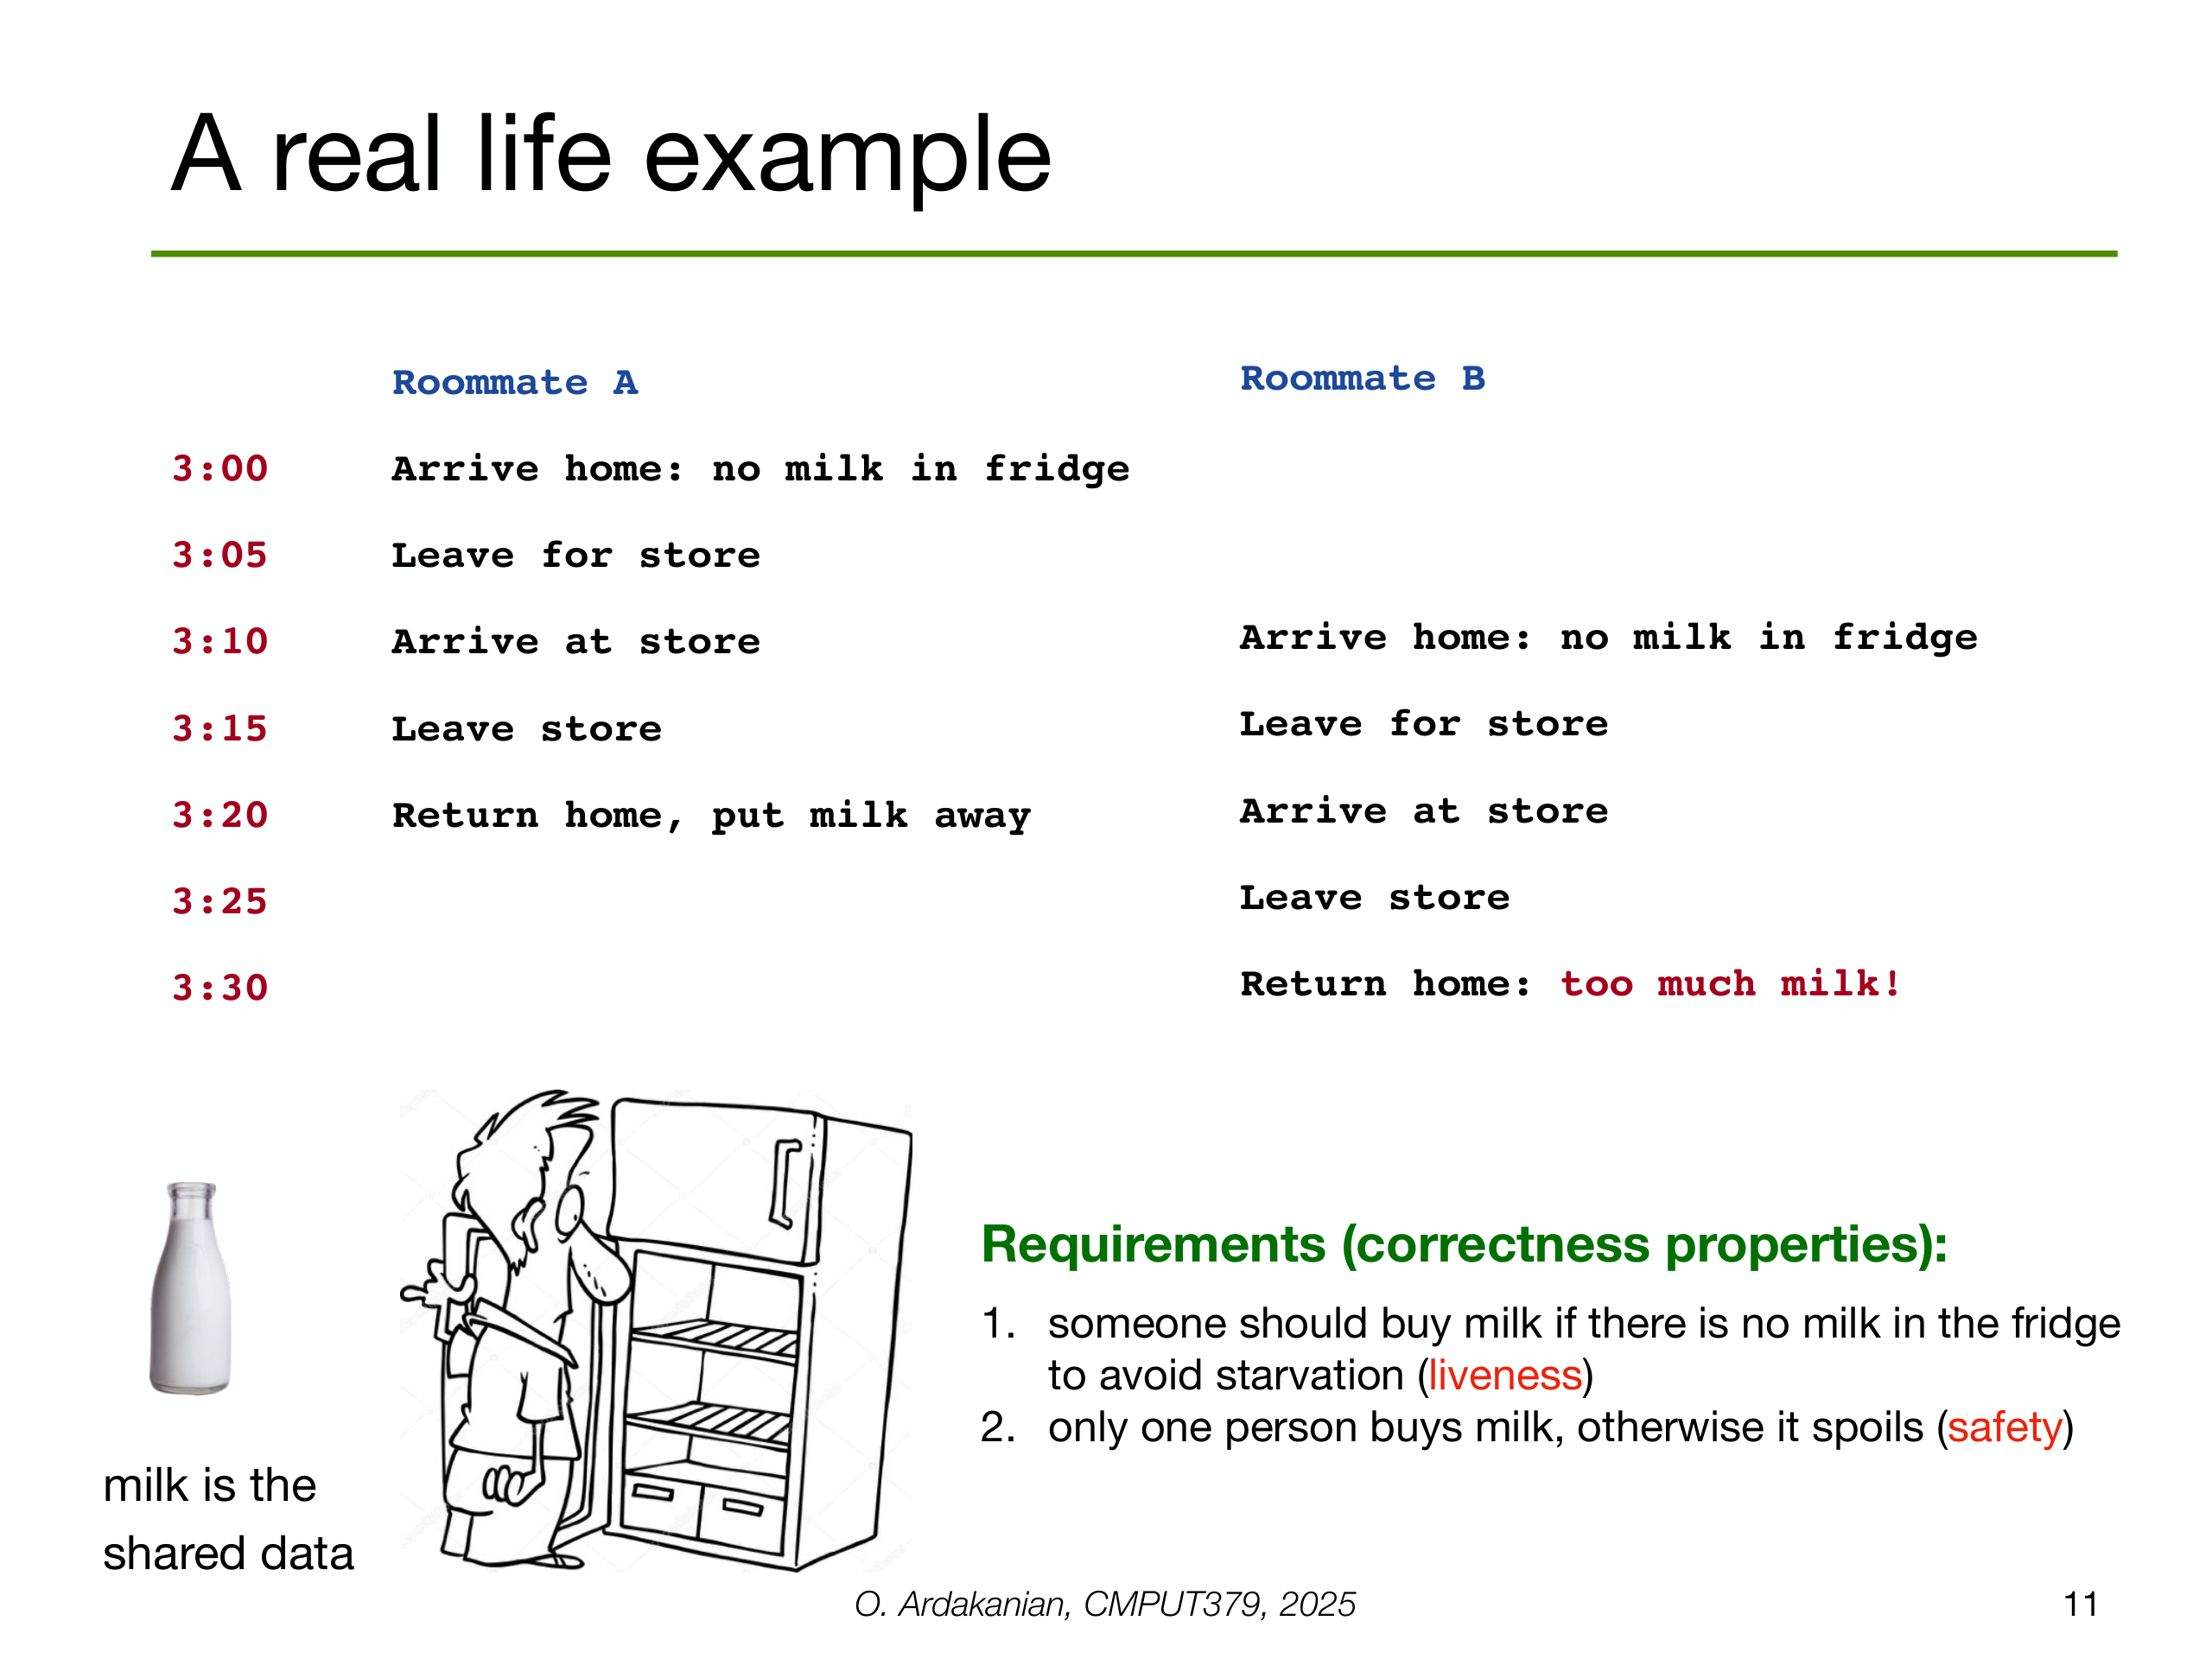 A real life example
Roommate A Roommate B
3:00 Arrive home: no milk in fridge
3:05 Leave for store
3:10 Arrive at store Arrive home: no milk in fridge
3:15 Leave store Leave for store
3:20 Return home, put milk away Arrive at store
3:25 Leave store
3:30 Return home: too much milk!
Requirements (correctness properties):
1. someone should buy milk if there is no milk in the fridge
to avoid starvation (liveness)
2. only one person buys milk, otherwise it spoils (safety)
milk is the
shared data
O. Ardakanian, CMPUT379, 2025
11